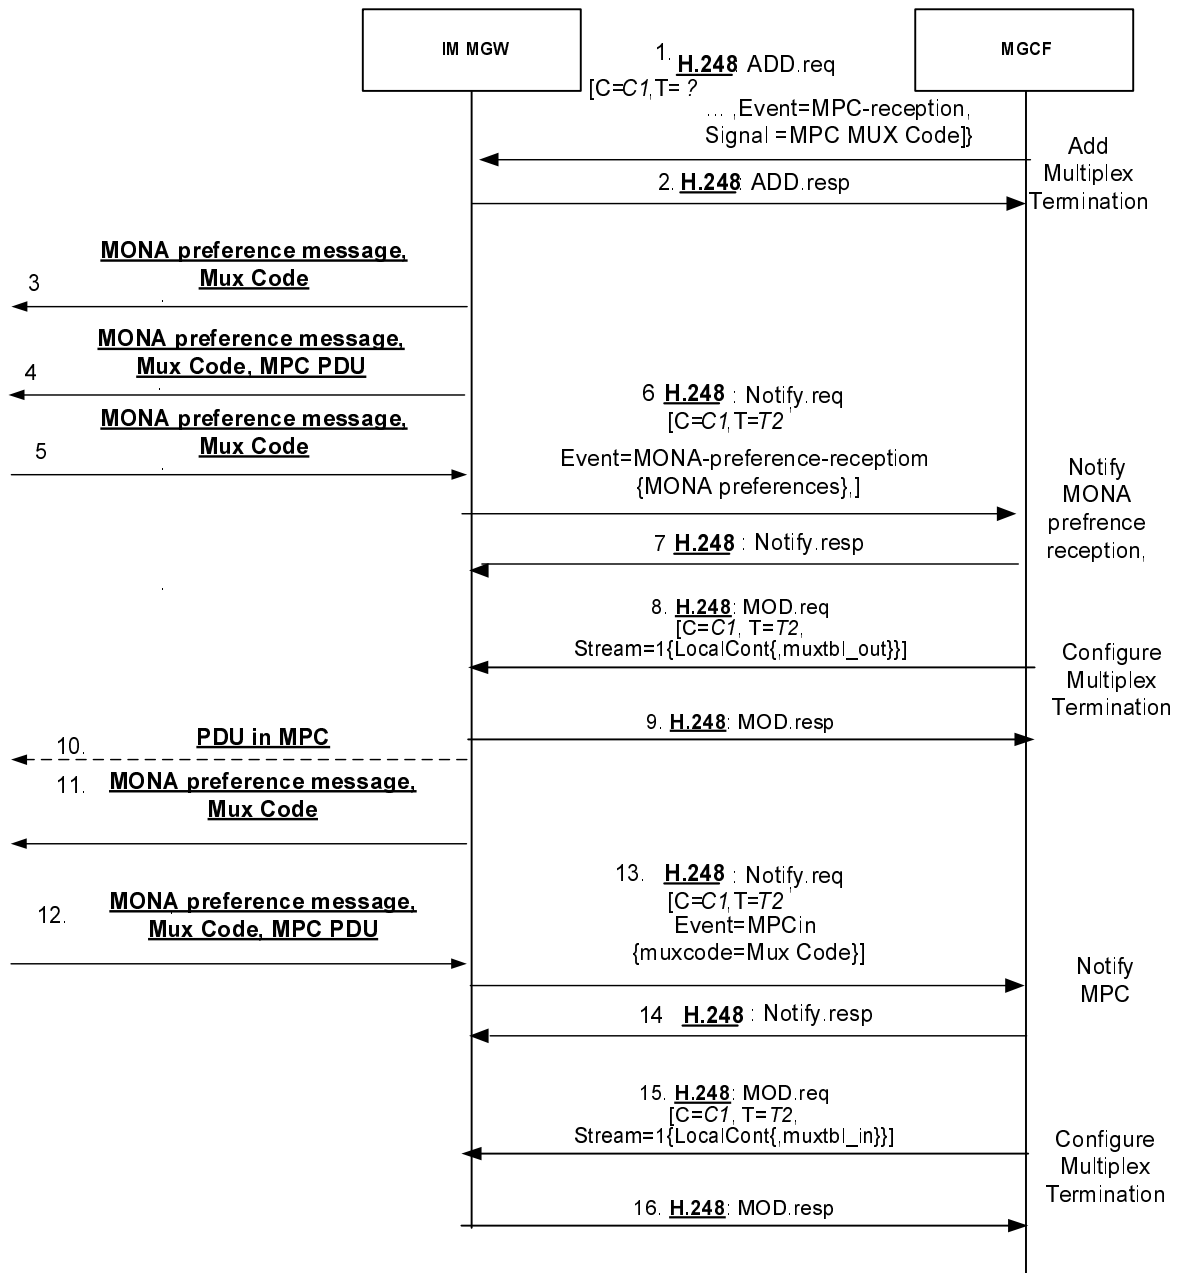 IM MGW
MGCF
1.
H.248: ADD.req
[C=C1,T= ?
... ,Event=MPC-reception,
Signal =MPC MUX Code]}
Add
Multiplex
Termination
2. H.248: ADD.resp
MONA preference message,
Mux Code
3
MONA preference message,
Mux Code, MPC PDU
4
MONA preference message,
Mux Code
5
6 H.248 : Notify.req
[C=C1,T=T2 ,
Event=MONA-preference-receptiom
{MONA preferences},]
Notify
MONA
prefrence
reception,
7 H.248 : Notify.resp
8. H.248: MOD.req
[C=C1, T=T2,
Stream=1{LocalCont{,muxtbl_out}}]
Configure
Multiplex
Termination
9. H.248: MOD.resp
10. PDU in MPC
11. MONA preference message,
Mux Code
12. MONA preference message,
Mux Code, MPC PDU
13. H.248 : Notify.req
[C=C1,T=T2 ,
Event=MPCin
{muxcode=Mux Code}]
Notify
MPC
14 H.248 : Notify.resp
15. H.248: MOD.req
[C=C1, T=T2,
Stream=1{LocalCont{,muxtbl_in}}]
Configure
Multiplex
Termination
16. H.248: MOD.resp